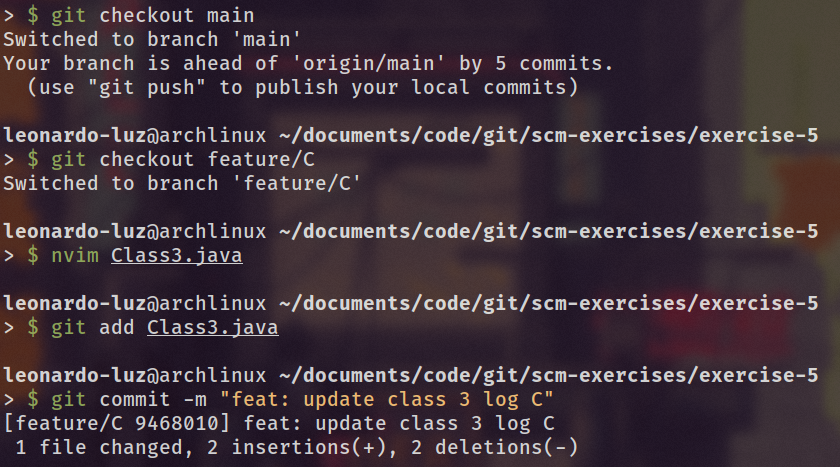 > $ git checkout main
Switched to branch 'main'
Your branch is ahead of 'origin/main' by 5 commits.
  (use "git push" to publish your local commits)
leonardo-luz@archlinux ~/documents/code/git/scm-exercises/exercise-5
> $ git checkout feature/C
Switched to branch 'feature/C'
leonardo-luz@archlinux ~/documents/code/git/scm-exercises/exercise-5
> $ nvim Class3.java
leonardo-luz@archlinux ~/documents/code/git/scm-exercises/exercise-5
> $ git add Class3.java
leonardo-luz@archlinux ~/documents/code/git/scm-exercises/exercise-5
> $ git commit -m "feat: update class 3 log C"
[feature/C 9468010] feat: update class 3 log C
 1 file changed, 2 insertions(+), 2 deletions(-)